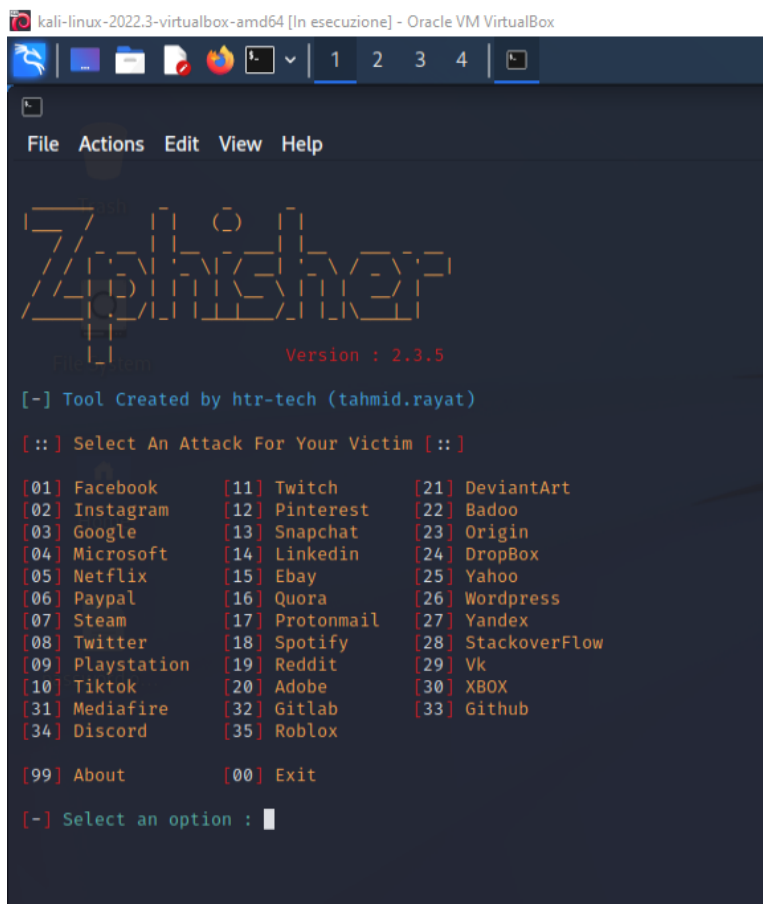 kali-linux-2022.3-virtualbox-amd64 [In esecuzione] - Oracle VM VirtualBox
1 2 3 4
File Actions Edit View Help
Zphisher
Version : 2.3.5
[-] Tool Created by htr-tech (tahmid.rayat)
[::] Select An Attack For Your Victim [::]
[01] Facebook [11] Twitch [21] DeviantArt
[02] Instagram [12] Pinterest [22] Badoo
[03] Google [13] Snapchat [23] Origin
[04] Microsoft [14] Linkedin [24] DropBox
[05] Netflix [15] Ebay [25] Yahoo
[06] Paypal [16] Quora [26] Wordpress
[07] Steam [17] Protonmail [27] Yandex
[08] Twitter [18] Spotify [28] StackoverFlow
[09] Playstation [19] Reddit [29] Vk
[10] Tiktok [20] Adobe [30] XBOX
[31] Mediafire [32] Gitlab [33] Github
[34] Discord [35] Roblox
[99] About [00] Exit
[-] Select an option :